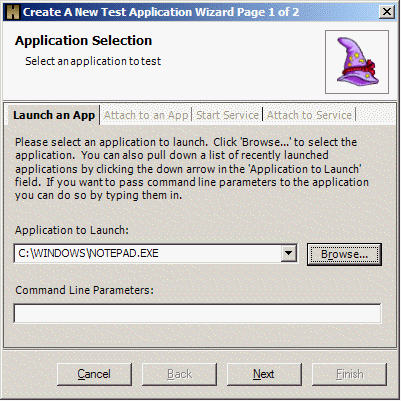 Create A New Test Application Wizard Page 1 of 2
Application Selection
Select an application to test
Launch an App Attach to an App Start Service Attach to Service
Please select an application to launch. Click 'Browse...' to select the
application. You can also pull down a list of recently launched
applications by clicking the down arrow in the 'Application to Launch'
field. If you want to pass command line parameters to the application
you can do so by typing them in.
Application to Launch:
C:\WINDOWS\NOTEPAD.EXE Browse...
Command Line Parameters:
Cancel Back Next Finish